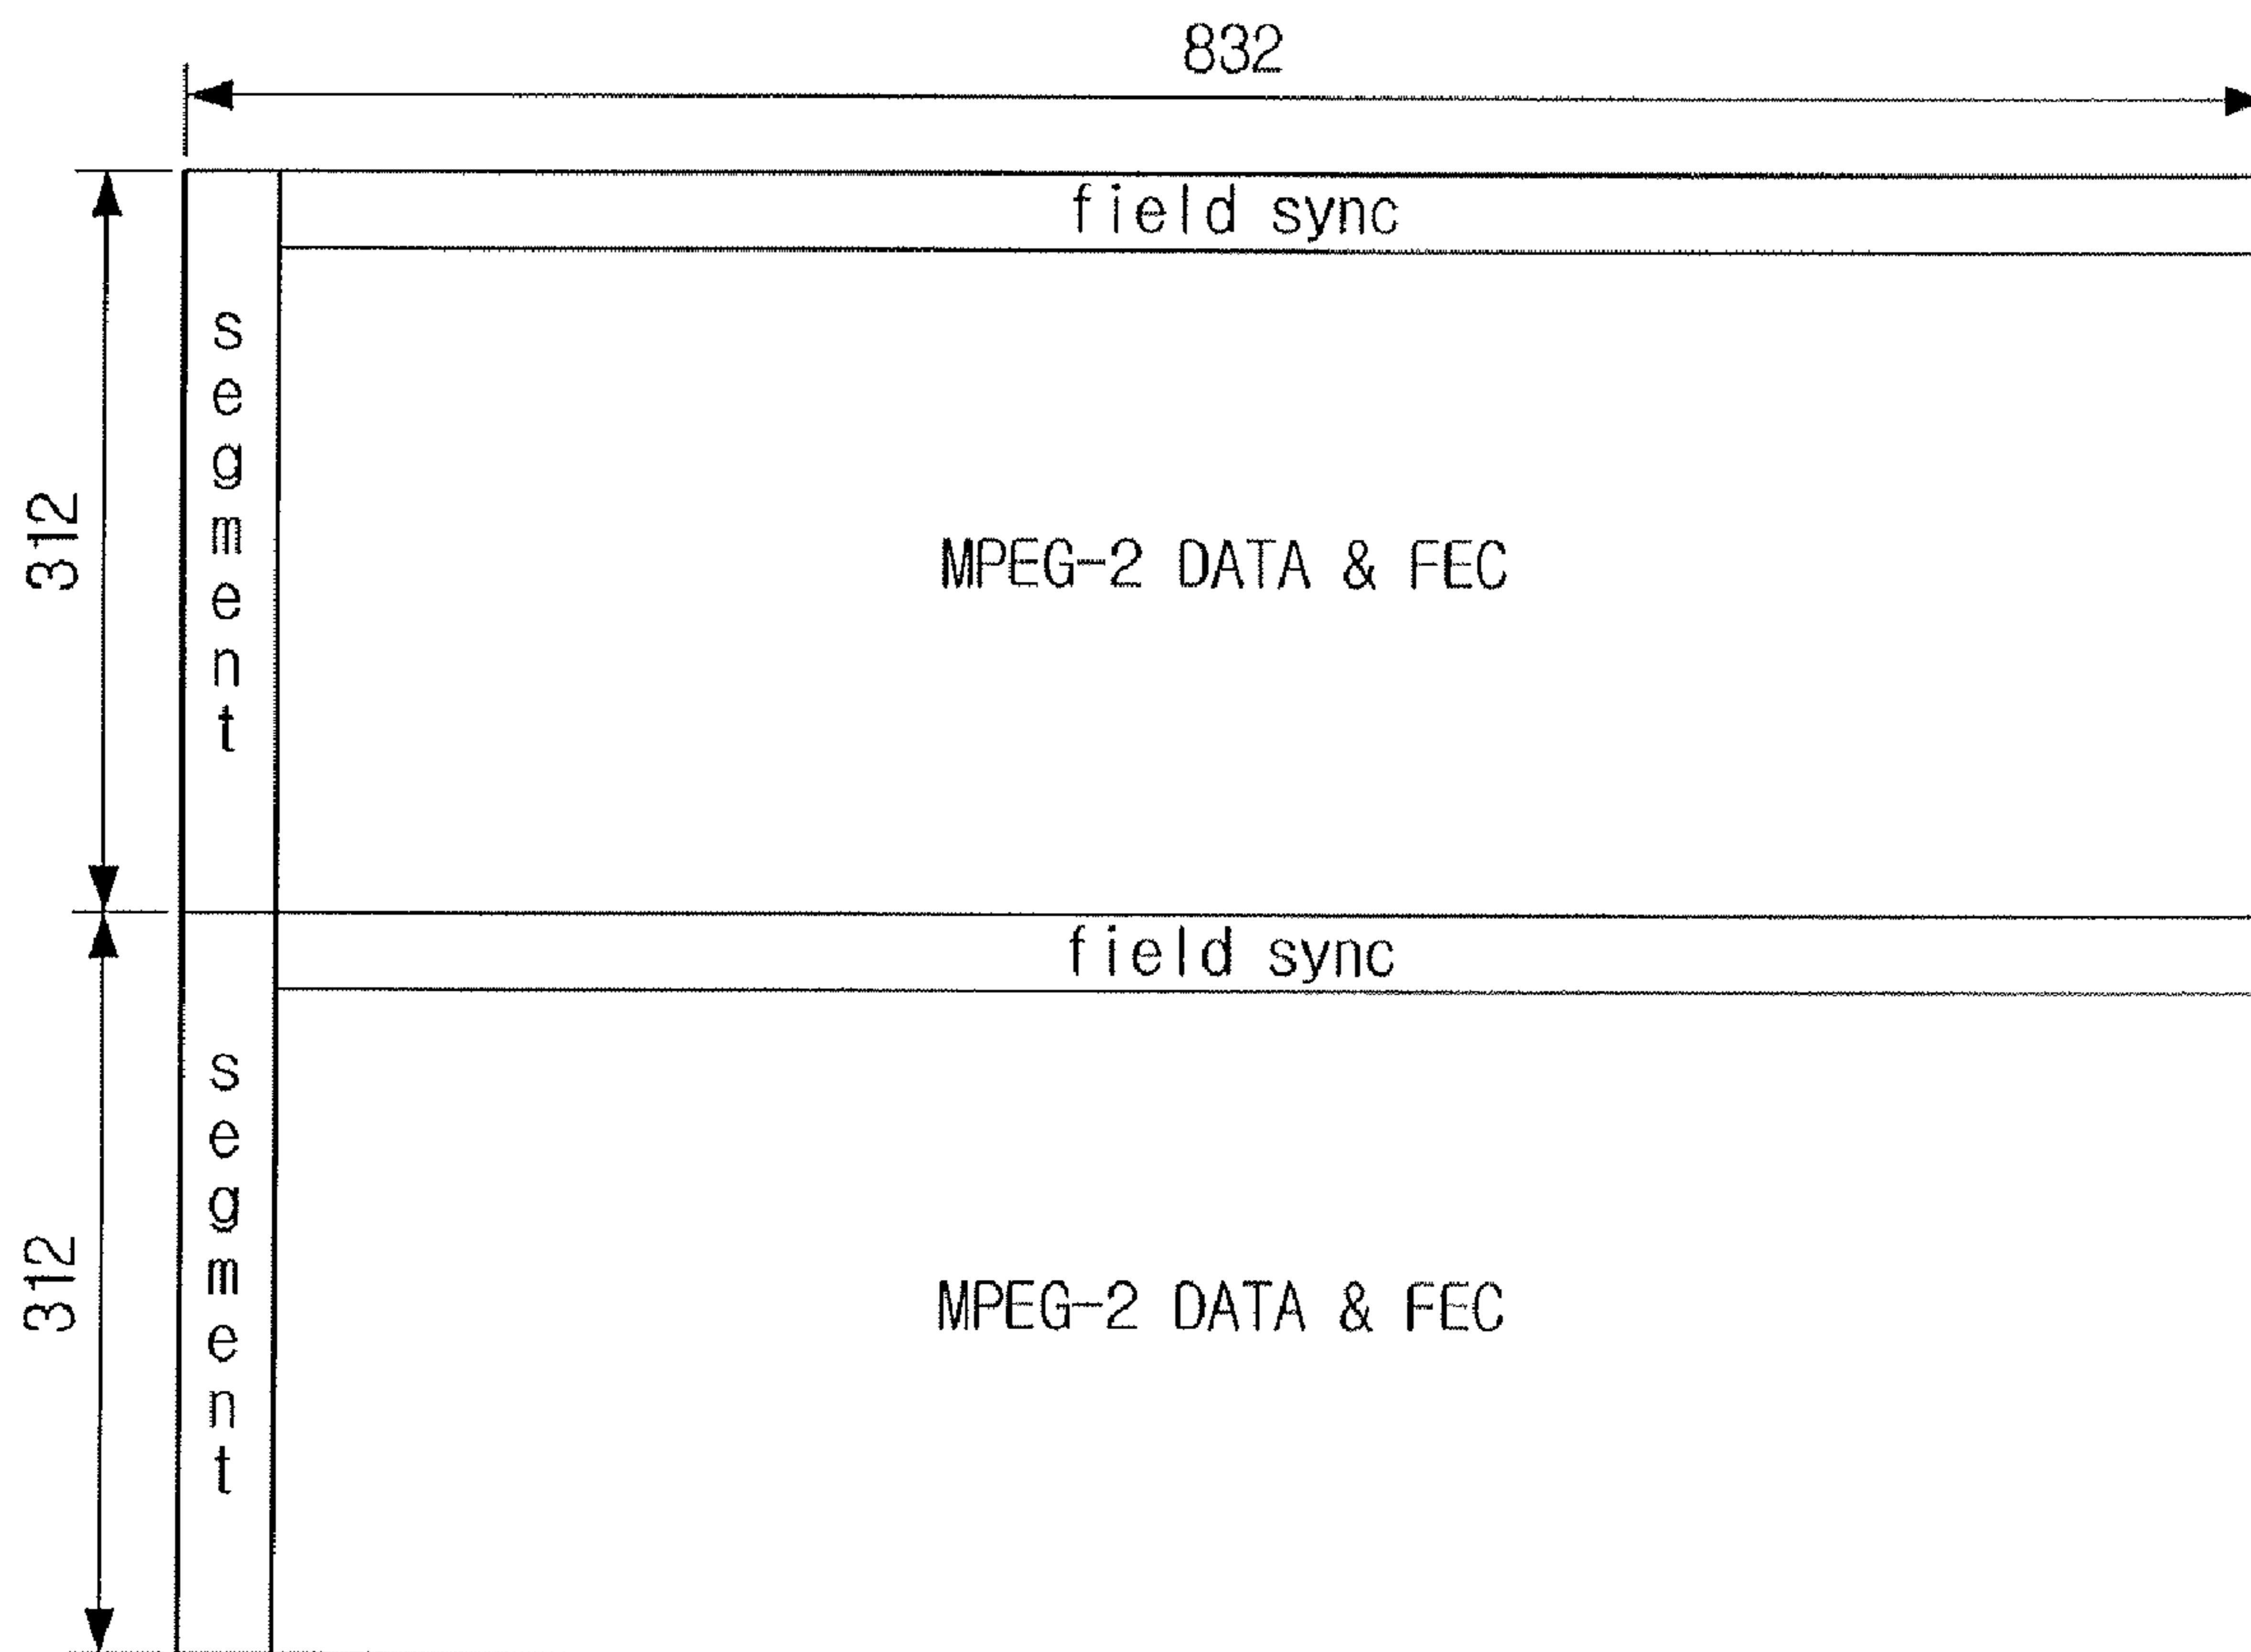 832
field sync
312
segment
MPEG-2 DATA & FEC
field sync
312
segment
MPEG-2 DATA & FEC